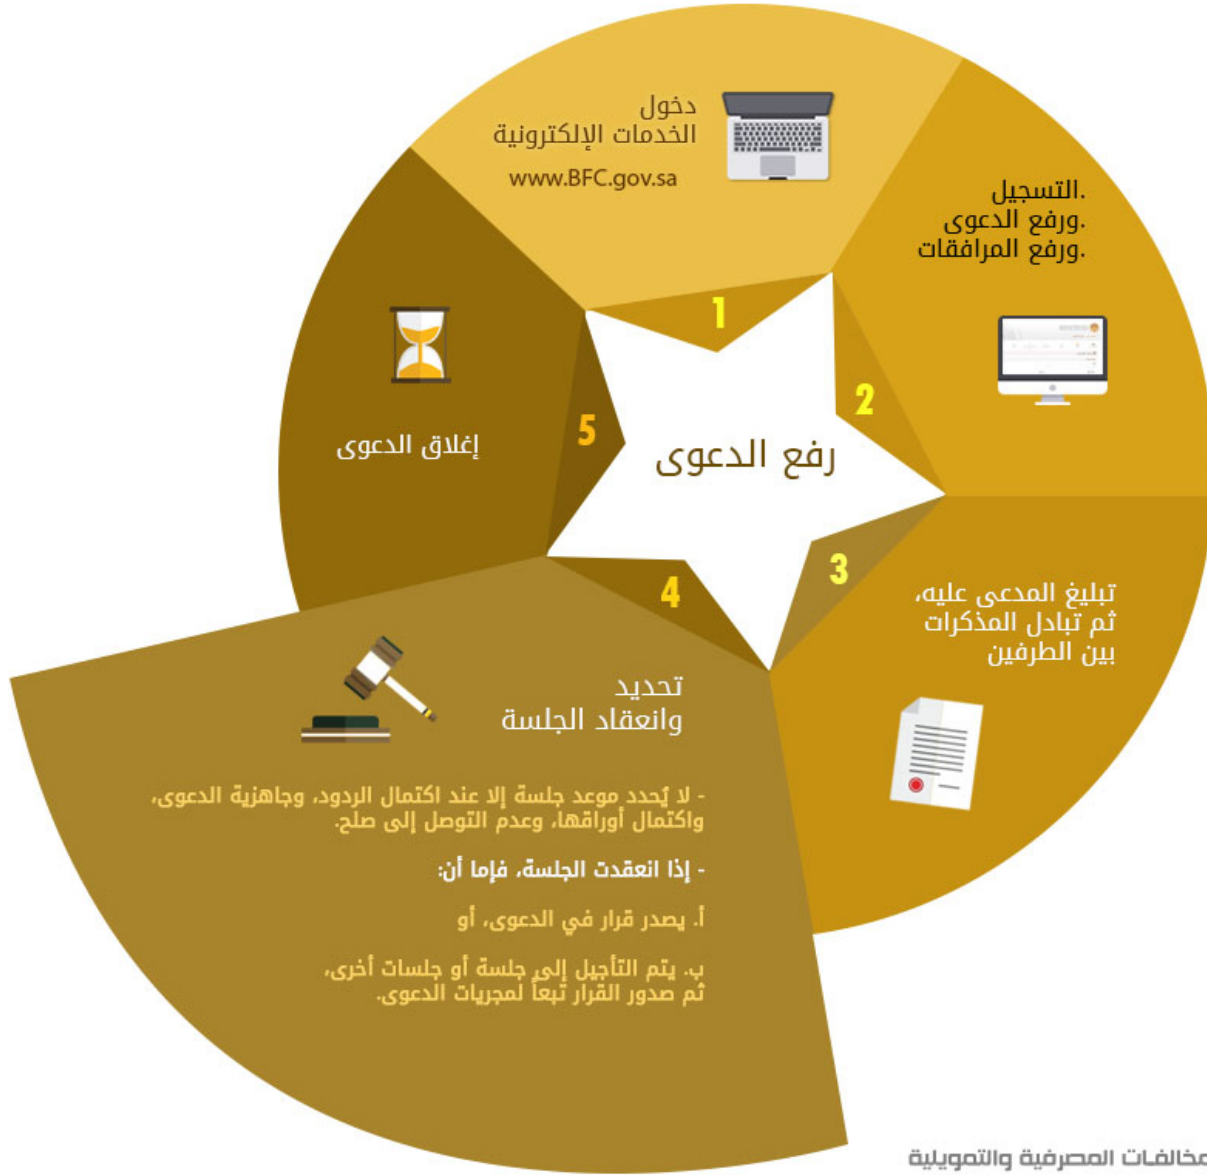 رفع الدعوى
1
دخول
الخدمات الإلكترونية
www.BFC.gov.sa
2
.التسجيل
.ورفع الدعوى
.ورفع المرافقات
3
تبليغ المدعى عليه،
ثم تبادل المذكرات
بين الطرفين
4
تحديد
وانعقاد الجلسة
- لا يُحدد موعد جلسة إلا عند اكتمال الردود، وجاهزية الدعوى،
واكتمال أوراقها، وعدم التوصل إلى صلح.
- إذا انعقدت الجلسة، فإما أن:
أ. يصدر قرار في الدعوى، أو
ب. يتم التأجيل إلى جلسة أو جلسات أخرى،
ثم صدور القرار تبعاً لمجريات الدعوى.
5
إغلاق الدعوى
مخالفات المصرفية والتمويلية